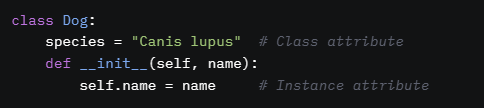 class Dog:
    species = "Canis lupus"  # Class attribute
    def __init__(self, name):
        self.name = name     # Instance attribute